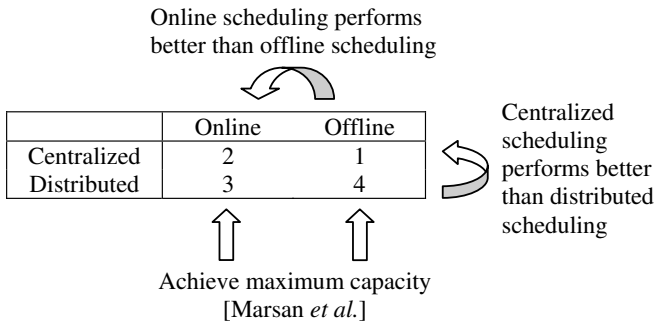 Online scheduling performs
better than offline scheduling
Online Offline
Centralized 2 1
Distributed 3 4
Centralized
scheduling
performs better
than distributed
scheduling
Achieve maximum capacity
[Marsan et al.]